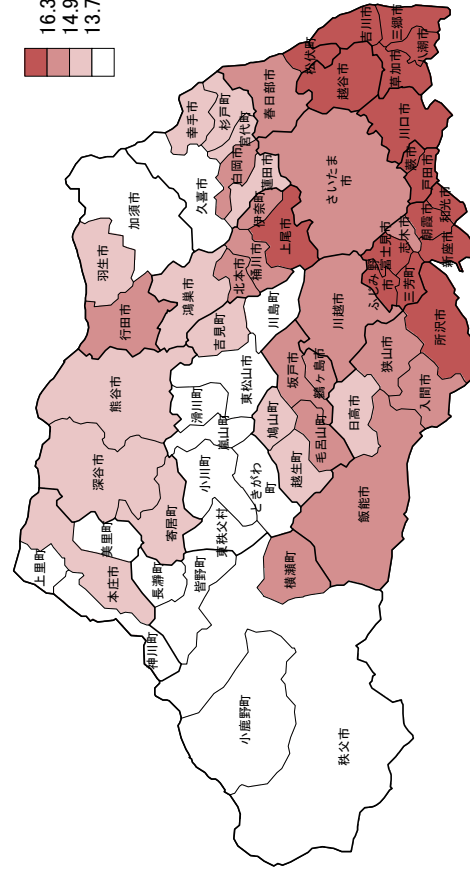 16.3
14.9
13.7
上里町
深谷市
羽生市
美里町
本庄市
熊谷市
行田市
加須市
神川町
長瀞町
寄居町
鴻巣市
幸手市
皆野町
小川町
滑川町
久喜市
吉見町
東秩父村
嵐山町
杉戸町
小鹿野町
東松山市
北本市
白岡市
宮代町
ときがわ
町
桶川市
伊奈町
川島町
鳩山町
蓮田市
春日部市
横瀬町
越生町
坂戸市
上尾市
毛呂山町
鶴ヶ島市
松伏町
秩父市
日高市
川越市
さいたま
市
越谷市
飯能市
ふじみ野
市
富士見市
吉川市
狭山市
三芳町
志木市
草加市
三郷市
入間市
朝霞市
戸田市
蕨市
川口市
八潮市
所沢市
新座市
和光市